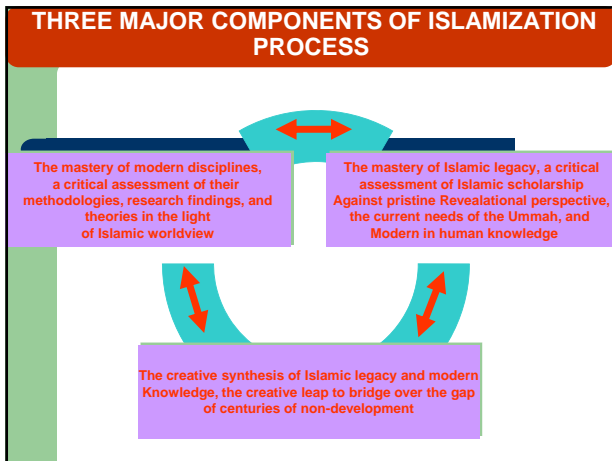 THREE MAJOR COMPONENTS OF ISLAMIZATION
PROCESS
The mastery of modern disciplines,
a critical assessment of their
methodologies, research findings, and
theories in the light
of Islamic worldview
The mastery of Islamic legacy, a critical
assessment of Islamic scholarship
Against pristine Revealational perspective,
the current needs of the Ummah, and
Modern in human knowledge
The creative synthesis of Islamic legacy and modern
Knowledge, the creative leap to bridge over the gap
of centuries of non-development